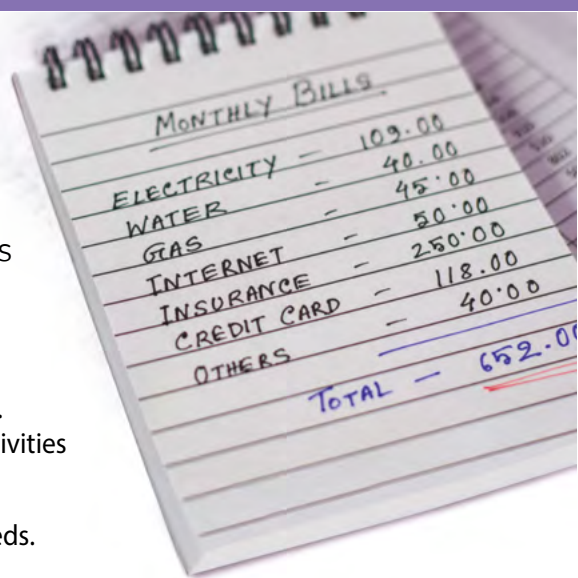 MONTHLY BILLS
ELECTRICITY – 109.00
WATER – 40.00
GAS – 45.00
INTERNET – 50.00
INSURANCE – 250.00
CREDIT CARD – 118.00
OTHERS – 40.00
TOTAL – 652.00
s
.
ivities
eds.